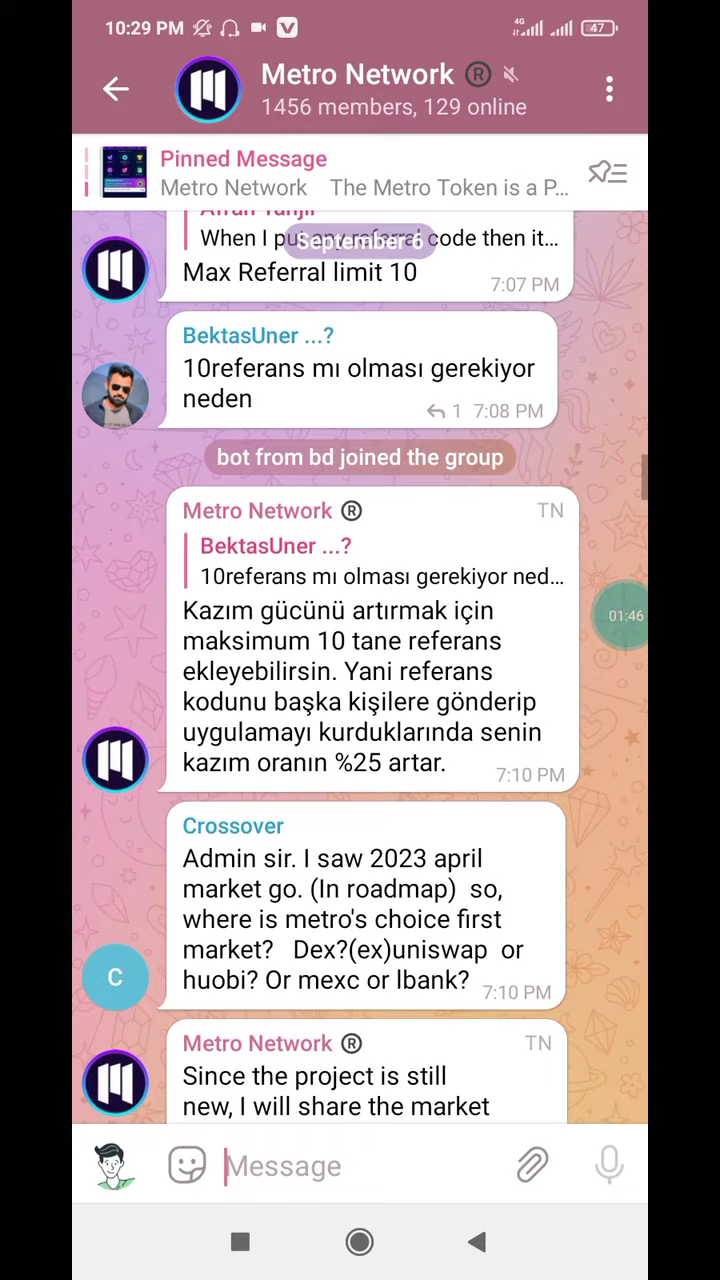 10:29 PM
4G
47
Metro Network ®
1456 members, 129 online
Pinned Message
Metro Network The Metro Token is a P...
When I put any referral code then it...
September 6
Max Referral limit 10
7:07 PM
BektasUner ...?
10referans mı olması gerekiyor
neden
1 7:08 PM
bot from bd joined the group
Metro Network ® TN
BektasUner ...?
10referans mı olması gerekiyor ned...
Kazım gücünü artırmak için
maksimum 10 tane referans
ekleyebilirsin. Yani referans
kodunu başka kişilere gönderip
uygulamayı kurduklarında senin
kazım oranın %25 artar.
7:10 PM
01:46
Crossover
Admin sir. I saw 2023 april
market go. (In roadmap) so,
where is metro's choice first
market? Dex?(ex)uniswap or
huobi? Or mexc or lbank?
7:10 PM
C
Metro Network ® TN
Since the project is still
new, I will share the market
Message